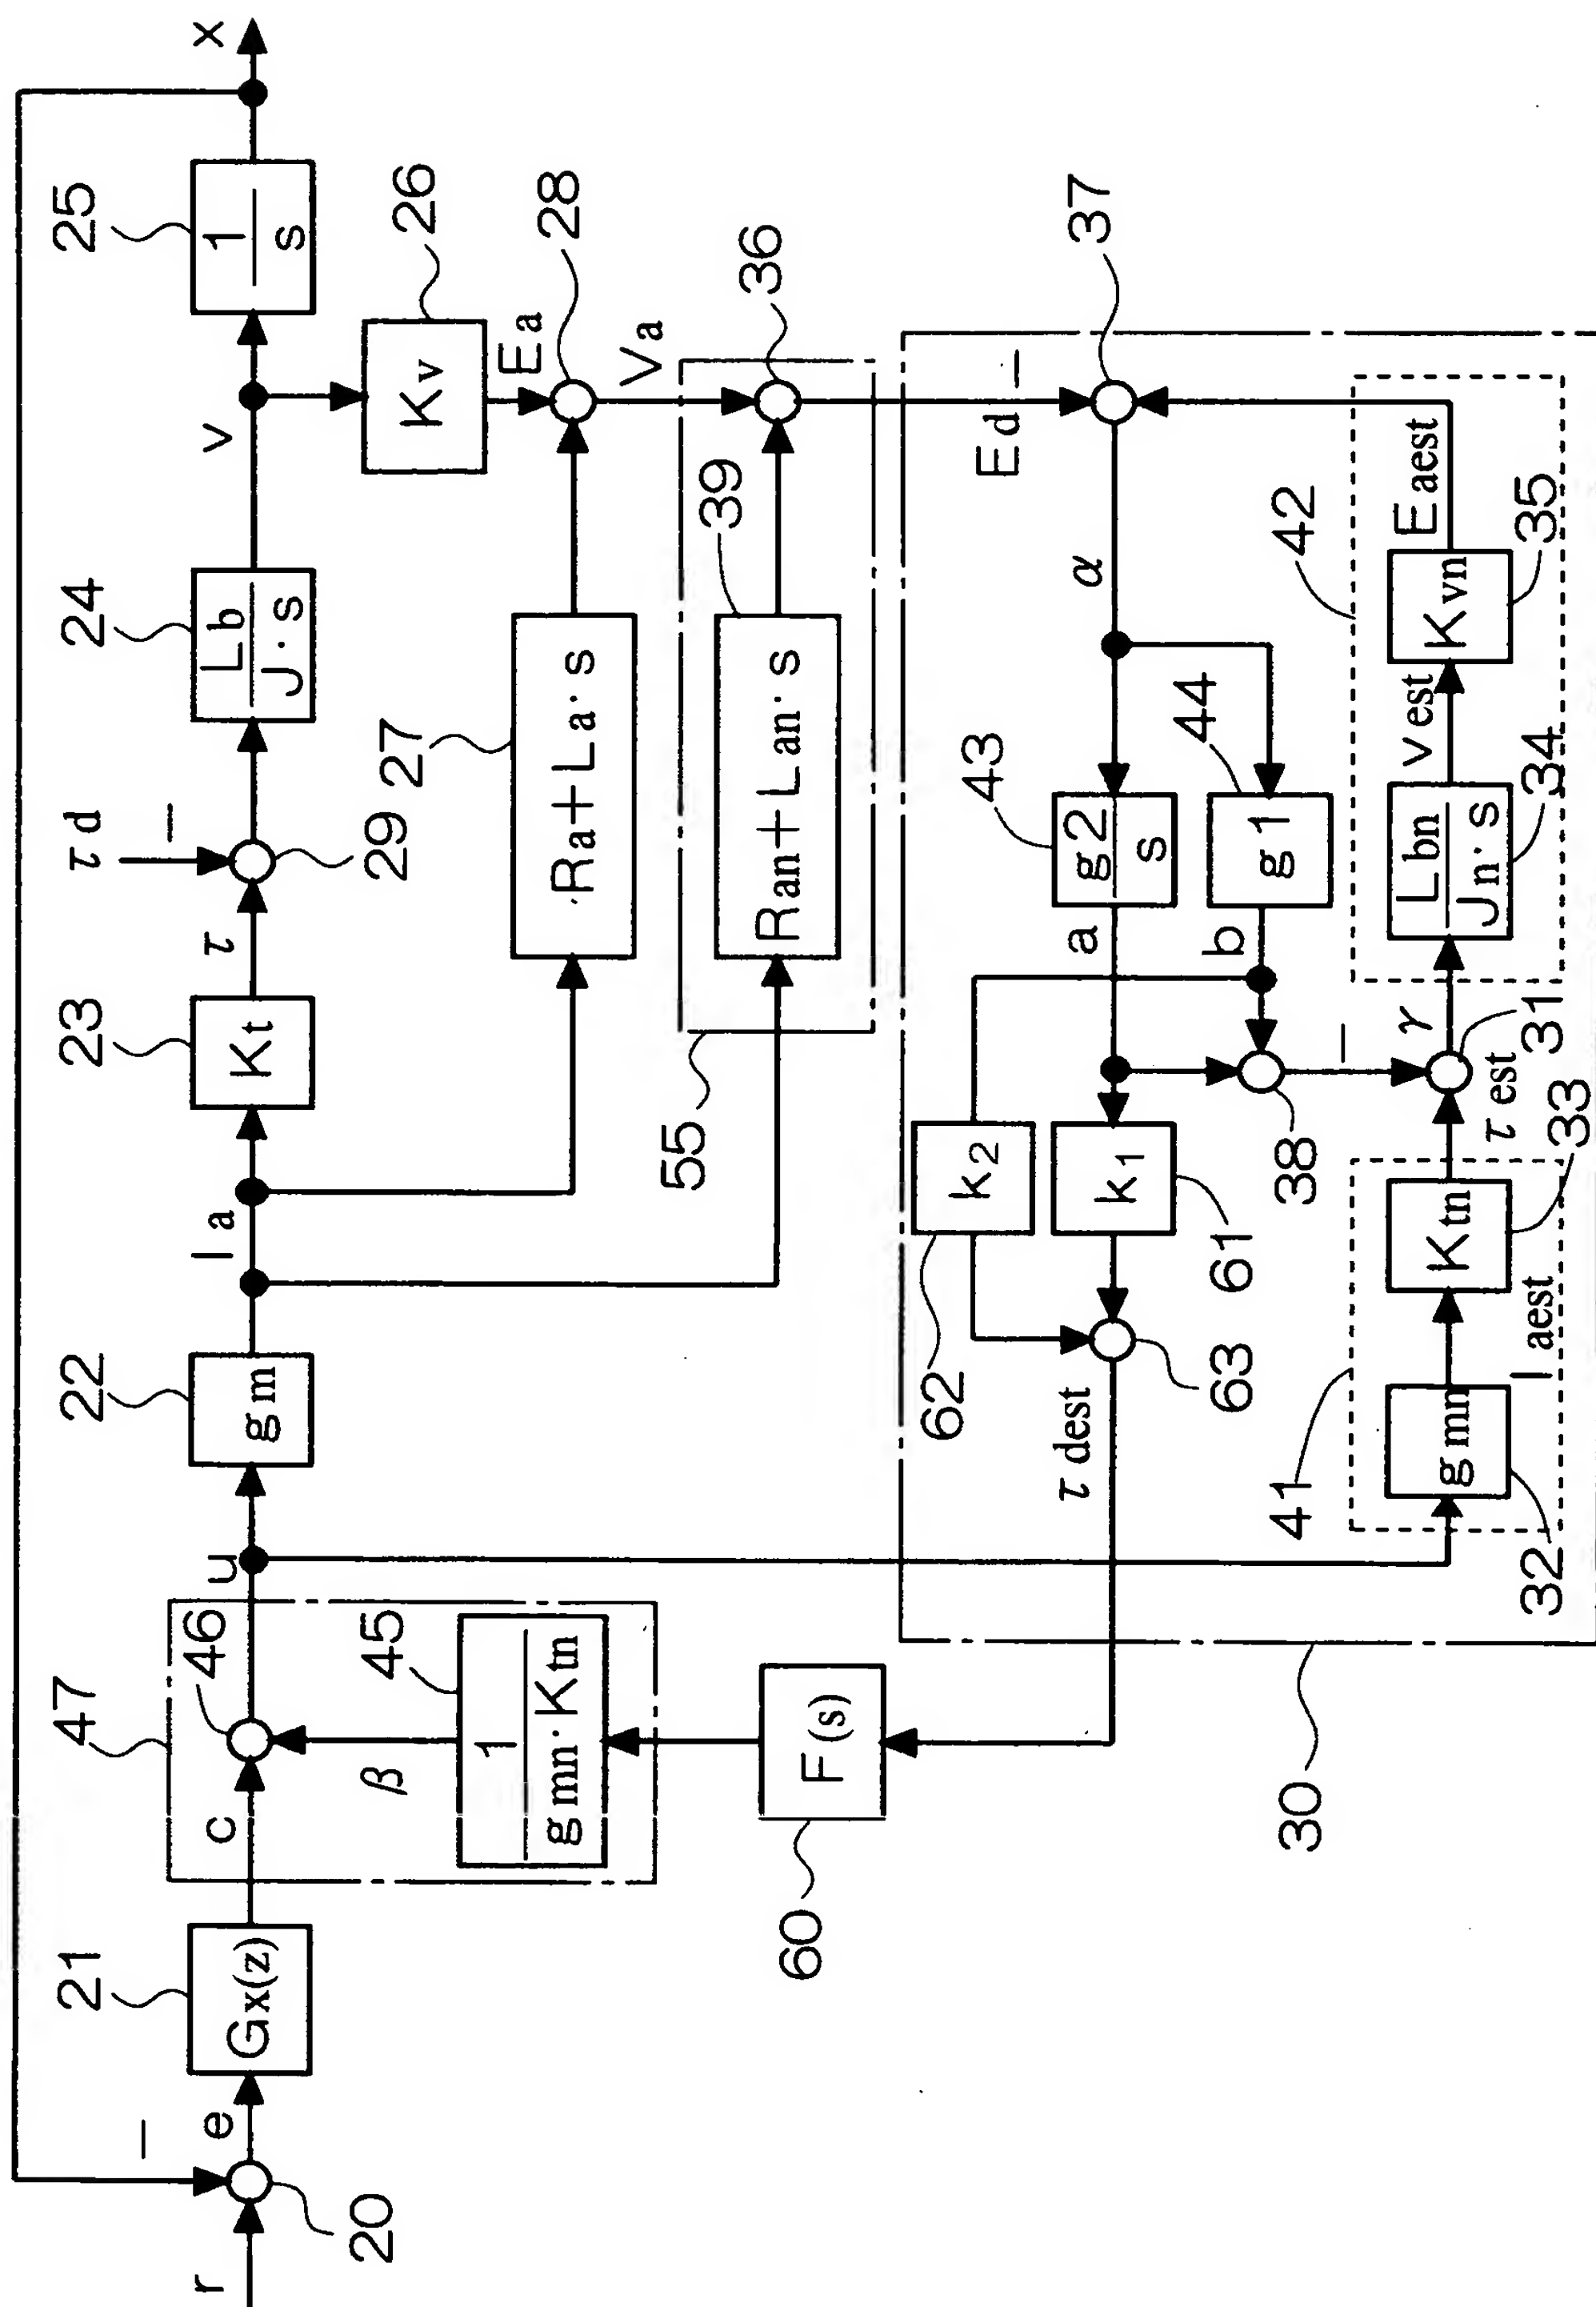 r
20
−
e
21
Gx(z)
c
47
46
u
β
45
1
gmn·Ktn
22
gm
Ia
23
Kt
τ
τd
−
29
24
Lb
J·s
v
25
1
s
x
26
Kv
Ea
28
27
Ra+La·s
Va
55
39
Ran+Lan·s
36
Ed
−
37
60
F(s)
30
τdest
63
62
k2
61
k1
a
43
g2
s
α
44
g1
b
38
−
41
32
gmn
Iaest
33
Ktn
τest
31
γ
42
34
Lbn
Jn·s
vest
35
Kvn
Eaest